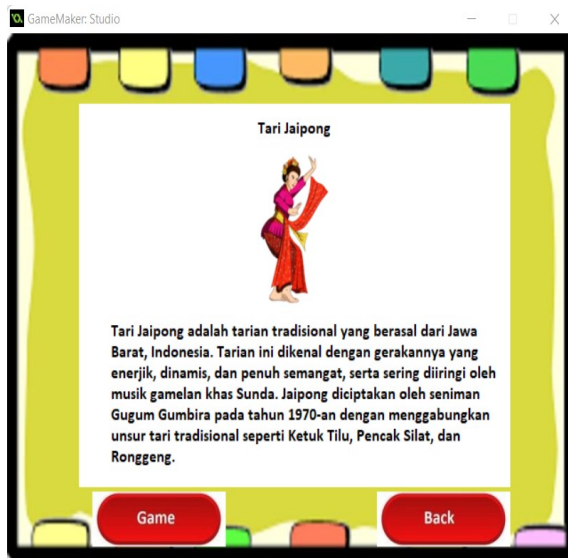 GameMaker: Studio
Tari Jaipong
Tari Jaipong adalah tarian tradisional yang berasal dari Jawa
Barat, Indonesia. Tarian ini dikenal dengan gerakannya yang
enerjik, dinamis, dan penuh semangat, serta sering diiringi oleh
musik gamelan khas Sunda. Jaipong diciptakan oleh seniman
Gugum Gumbira pada tahun 1970-an dengan menggabungkan
unsur tari tradisional seperti Ketuk Tilu, Pencak Silat, dan
Ronggeng.
Game
Back